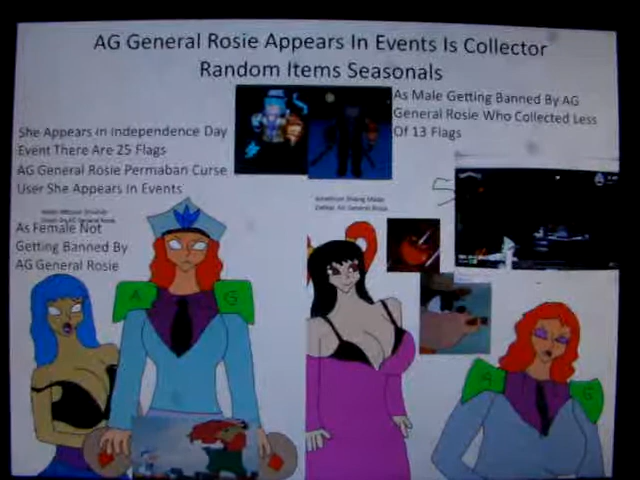 AG General Rosie Appears In Events Is Collector
Random Items Seasonals
As Male Getting Banned By AG
General Rosie Who Collected Less
Of 13 Flags
She Appears In Independence Day
Event There Are 25 Flags
AG General Rosie Permaban Curse
User She Appears In Events
As Female Not
Getting Banned By
AG General Rosie
A G
A G